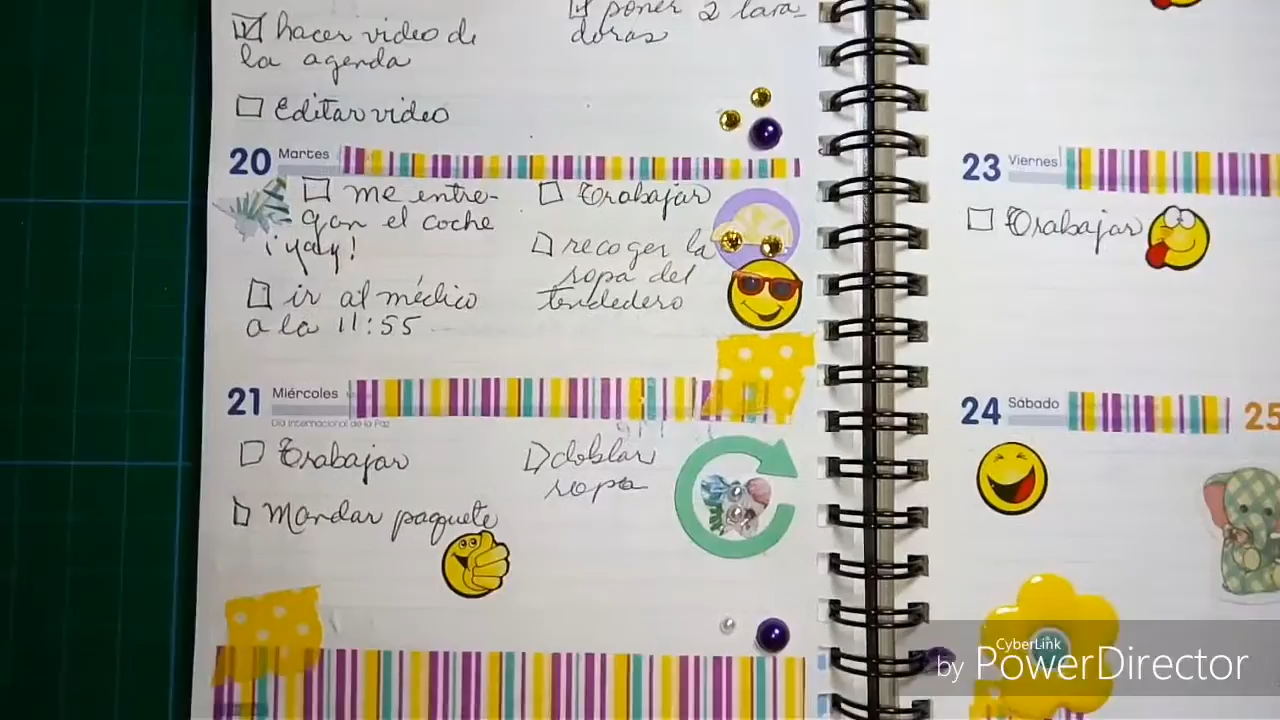 hacer video de
la agenda
poner 2 lava-
doras
Editar video
20 Martes
me entre-
gan el coche
¡yay!
ir al médico
a la 11:55
Trabajar
recoger la
ropa del
tendedero
21 Miércoles
Día Internacional de la Paz
Trabajar
Mandar paquete
doblar
ropa
23 Viernes
Trabajar
24 Sábado
25
CyberLink
by PowerDirector